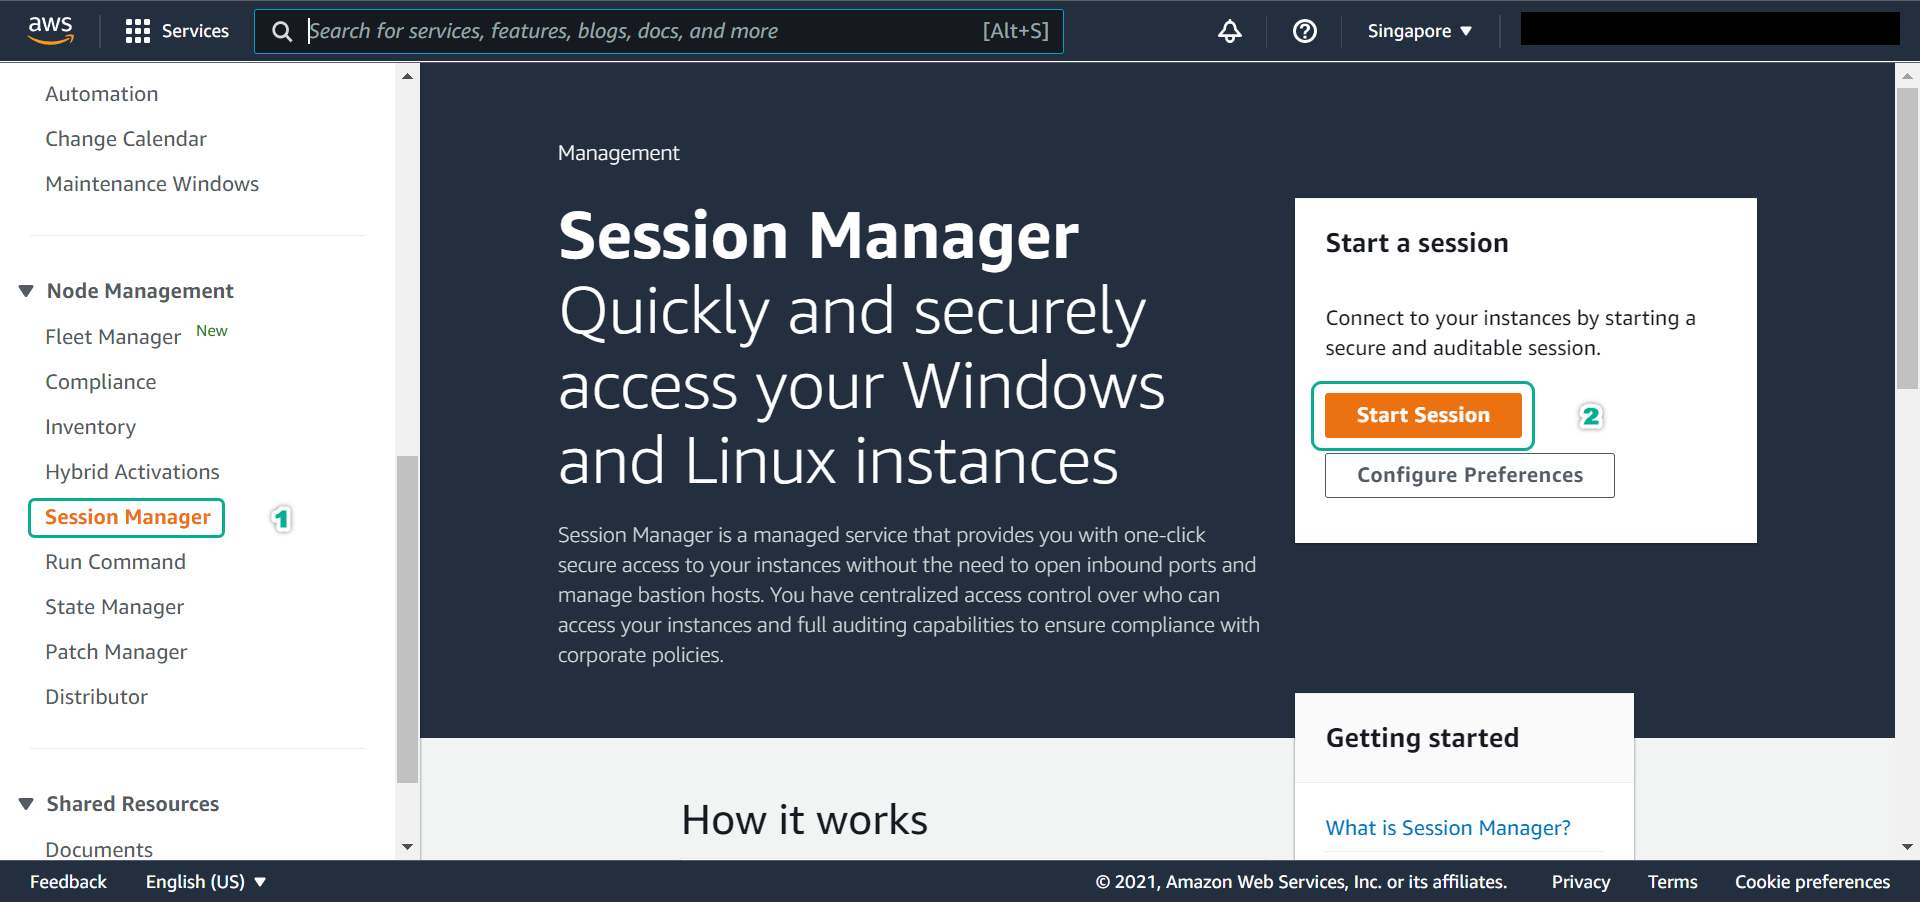 aws
Services
Search for services, features, blogs, docs, and more
[Alt+S]
Singapore
Automation
Change Calendar
Maintenance Windows
Node Management
Fleet Manager New
Compliance
Inventory
Hybrid Activations
Session Manager
1
Run Command
State Manager
Patch Manager
Distributor
Shared Resources
Documents
Management
Session Manager
Quickly and securely
access your Windows
and Linux instances
Session Manager is a managed service that provides you with one-click
secure access to your instances without the need to open inbound ports and
manage bastion hosts. You have centralized access control over who can
access your instances and full auditing capabilities to ensure compliance with
corporate policies.
Start a session
Connect to your instances by starting a
secure and auditable session.
Start Session
2
Configure Preferences
How it works
Getting started
What is Session Manager?
Feedback
English (US)
© 2021, Amazon Web Services, Inc. or its affiliates.
Privacy
Terms
Cookie preferences